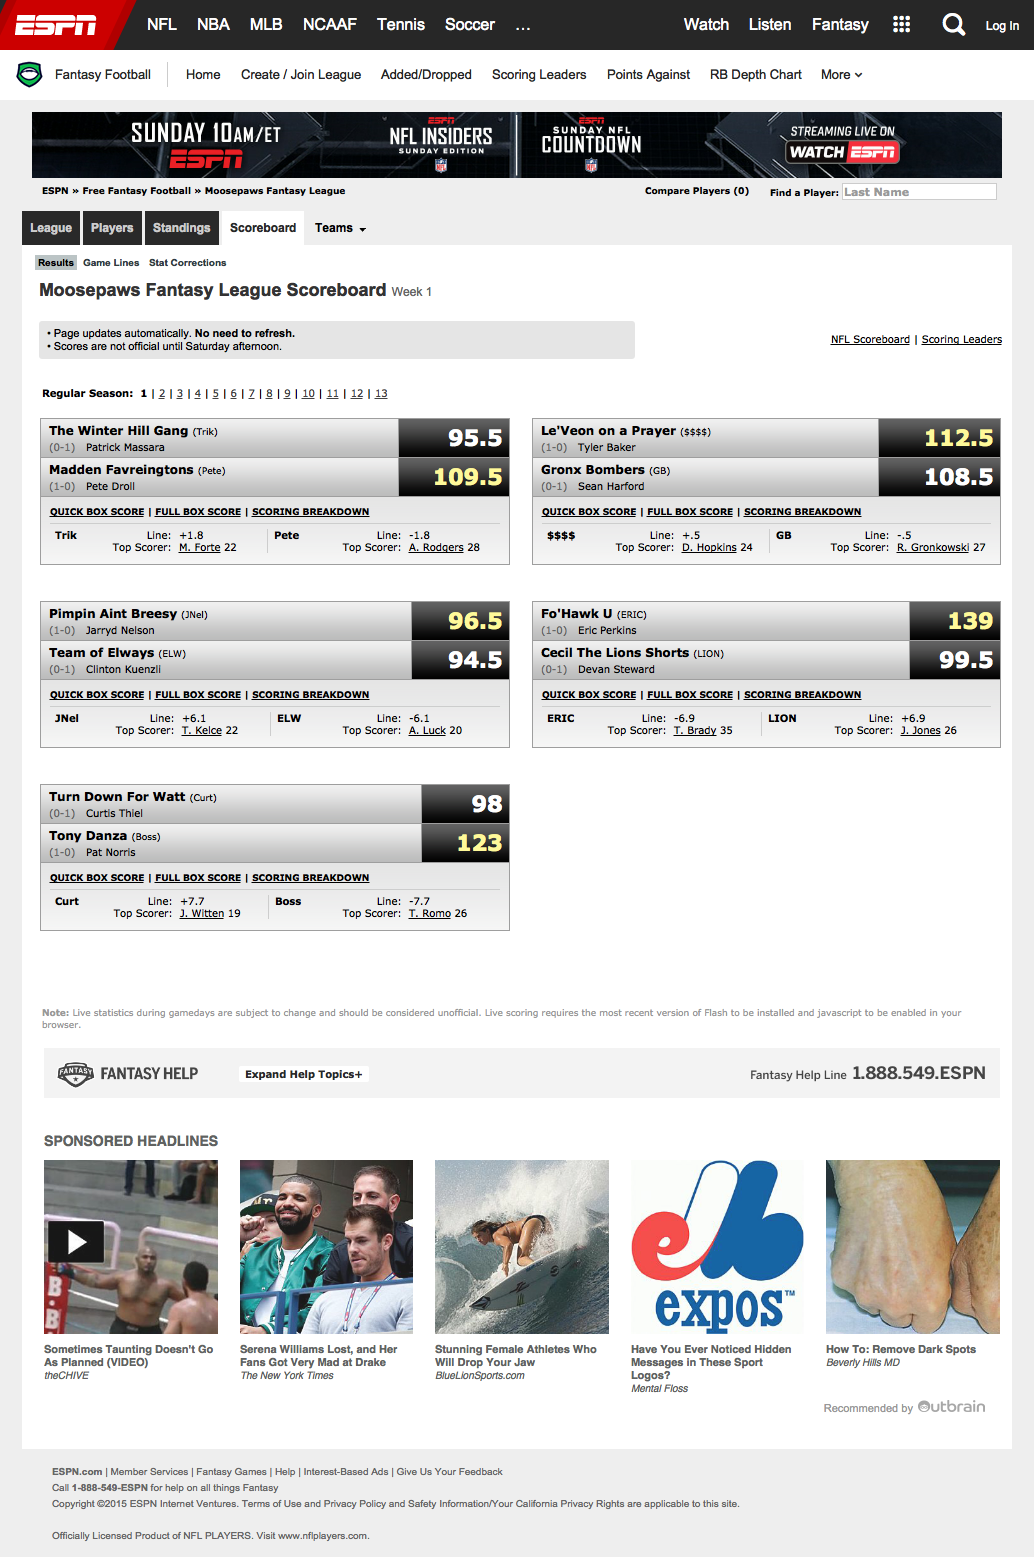 ESPN NFL NBA MLB NCAAF Tennis Soccer ... Watch Listen Fantasy Log In
Fantasy Football Home Create / Join League Added/Dropped Scoring Leaders Points Against RB Depth Chart More
SUNDAY 10AM/ET
ESPN
ESPN
NFL INSIDERS
SUNDAY EDITION
NFL
ESPN
SUNDAY NFL
COUNTDOWN
NFL
STREAMING LIVE ON
WATCH ESPN
ESPN » Free Fantasy Football » Moosepaws Fantasy League Compare Players (0) Find a Player: Last Name
League Players Standings Scoreboard Teams
Results Game Lines Stat Corrections
Moosepaws Fantasy League Scoreboard Week 1
• Page updates automatically. No need to refresh.
• Scores are not official until Saturday afternoon.
NFL Scoreboard | Scoring Leaders
Regular Season: 1 | 2 | 3 | 4 | 5 | 6 | 7 | 8 | 9 | 10 | 11 | 12 | 13
The Winter Hill Gang (Trik) 95.5
(0-1) Patrick Massara
Madden Favreingtons (Pete) 109.5
(1-0) Pete Droll
QUICK BOX SCORE | FULL BOX SCORE | SCORING BREAKDOWN
Trik Line: +1.8 Pete Line: -1.8
Top Scorer: M. Forte 22 Top Scorer: A. Rodgers 28
Le'Veon on a Prayer ($$$$) 112.5
(1-0) Tyler Baker
Gronx Bombers (GB) 108.5
(0-1) Sean Harford
QUICK BOX SCORE | FULL BOX SCORE | SCORING BREAKDOWN
$$$$ Line: +.5 GB Line: -.5
Top Scorer: D. Hopkins 24 Top Scorer: R. Gronkowski 27
Pimpin Aint Breesy (JNel) 96.5
(1-0) Jarryd Nelson
Team of Elways (ELW) 94.5
(0-1) Clinton Kuenzli
QUICK BOX SCORE | FULL BOX SCORE | SCORING BREAKDOWN
JNel Line: +6.1 ELW Line: -6.1
Top Scorer: T. Kelce 22 Top Scorer: A. Luck 20
Fo'Hawk U (ERIC) 139
(1-0) Eric Perkins
Cecil The Lions Shorts (LION) 99.5
(0-1) Devan Steward
QUICK BOX SCORE | FULL BOX SCORE | SCORING BREAKDOWN
ERIC Line: -6.9 LION Line: +6.9
Top Scorer: T. Brady 35 Top Scorer: J. Jones 26
Turn Down For Watt (Curt) 98
(0-1) Curtis Thiel
Tony Danza (Boss) 123
(1-0) Pat Norris
QUICK BOX SCORE | FULL BOX SCORE | SCORING BREAKDOWN
Curt Line: +7.7 Boss Line: -7.7
Top Scorer: J. Witten 19 Top Scorer: T. Romo 26
Note: Live statistics during gamedays are subject to change and should be considered unofficial. Live scoring requires the most recent version of Flash to be installed and javascript to be enabled in your
browser.
FANTASY FANTASY HELP Expand Help Topics+ Fantasy Help Line 1.888.549.ESPN
SPONSORED HEADLINES
expos™
Sometimes Taunting Doesn't Go
As Planned (VIDEO)
theCHIVE
Serena Williams Lost, and Her
Fans Got Very Mad at Drake
The New York Times
Stunning Female Athletes Who
Will Drop Your Jaw
BlueLionSports.com
Have You Ever Noticed Hidden
Messages in These Sport
Logos?
Mental Floss
How To: Remove Dark Spots
Beverly Hills MD
Recommended by Outbrain
ESPN.com | Member Services | Fantasy Games | Help | Interest-Based Ads | Give Us Your Feedback
Call 1-888-549-ESPN for help on all things Fantasy
Copyright ©2015 ESPN Internet Ventures. Terms of Use and Privacy Policy and Safety Information/Your California Privacy Rights are applicable to this site.
Officially Licensed Product of NFL PLAYERS. Visit www.nflplayers.com.